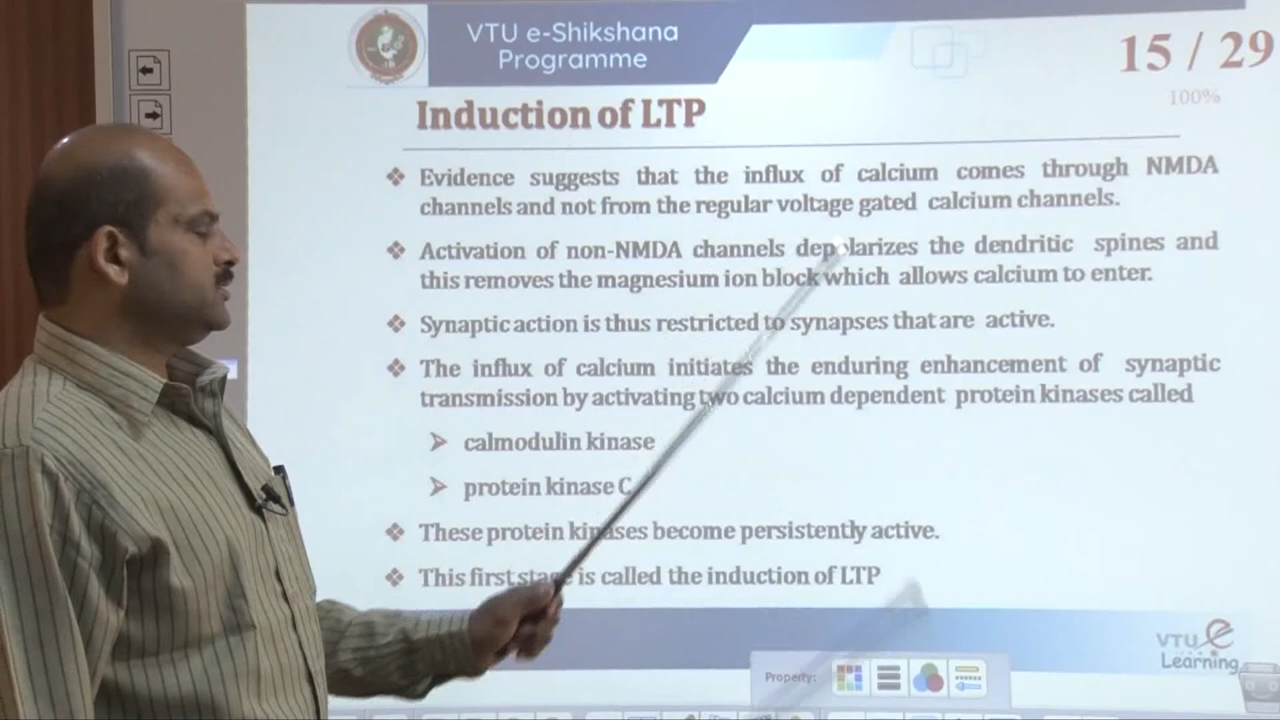 VTU e-Shikshana
Programme
15 / 29
100%
Induction of LTP
Evidence suggests that the influx of calcium comes through NMDA
channels and not from the regular voltage gated calcium channels.
Activation of non-NMDA channels depolarizes the dendritic spines and
this removes the magnesium ion block which allows calcium to enter.
Synaptic action is thus restricted to synapses that are active.
The influx of calcium initiates the enduring enhancement of synaptic
transmission by activating two calcium dependent protein kinases called
calmodulin kinase
protein kinase C
These protein kinases become persistently active.
This first stage is called the induction of LTP
VTU e
Learning
Property: